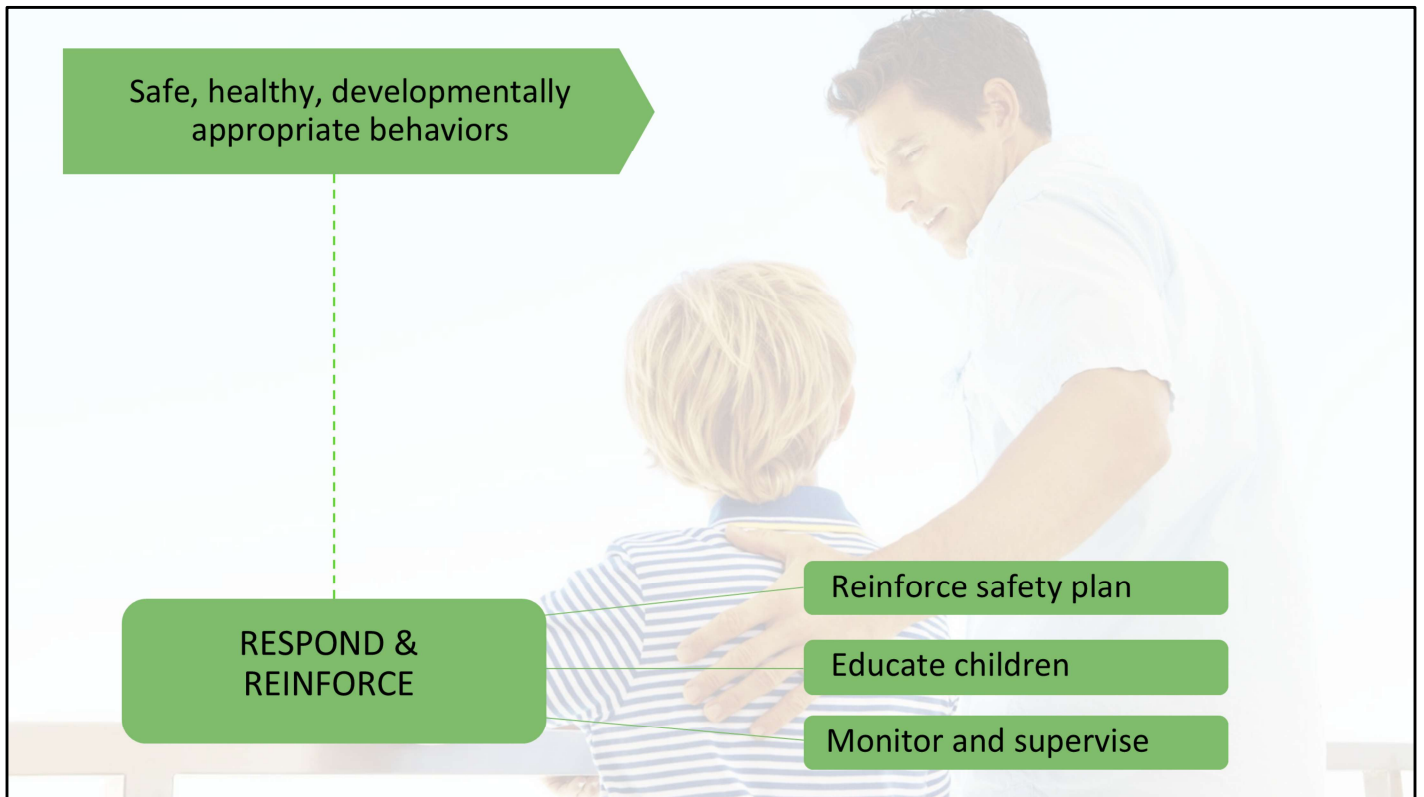 Safe, healthy, developmentally
appropriate behaviors
RESPOND &
REINFORCE
Reinforce safety plan
Educate children
Monitor and supervise